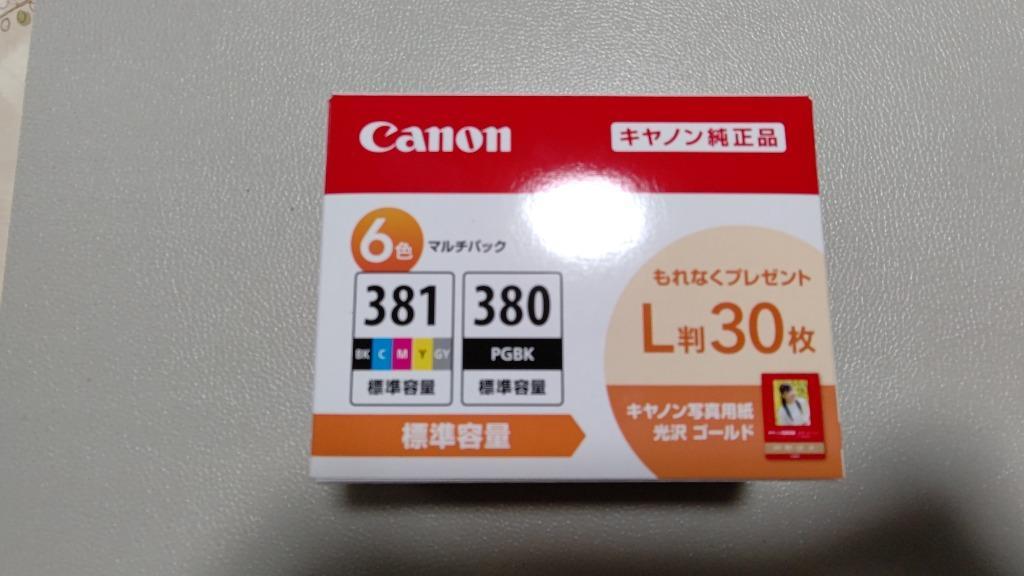 Canon
キヤノン純正品
6色 マルチパック
381
BK C M Y GY
標準容量
380
PGBK
標準容量
標準容量
もれなくプレゼント
L判30枚
キヤノン写真用紙
光沢 ゴールド